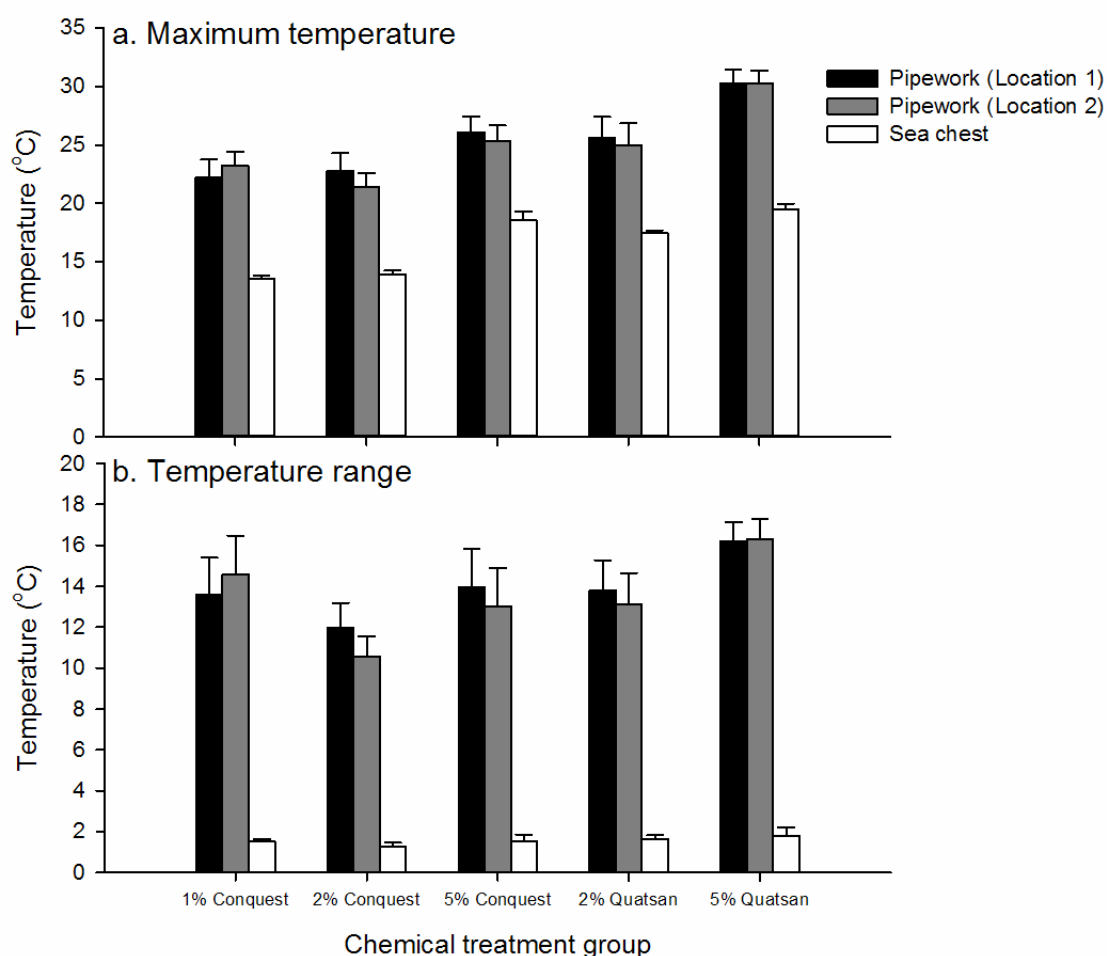 a. Maximum temperature
35
30
25
20
15
10
5
0
Temperature (°C)
Pipework (Location 1)
Pipework (Location 2)
Sea chest
b. Temperature range
20
18
16
14
12
10
8
6
4
2
0
Temperature (°C)
1% Conquest 2% Conquest 5% Conquest 2% Quatsan 5% Quatsan
Chemical treatment group